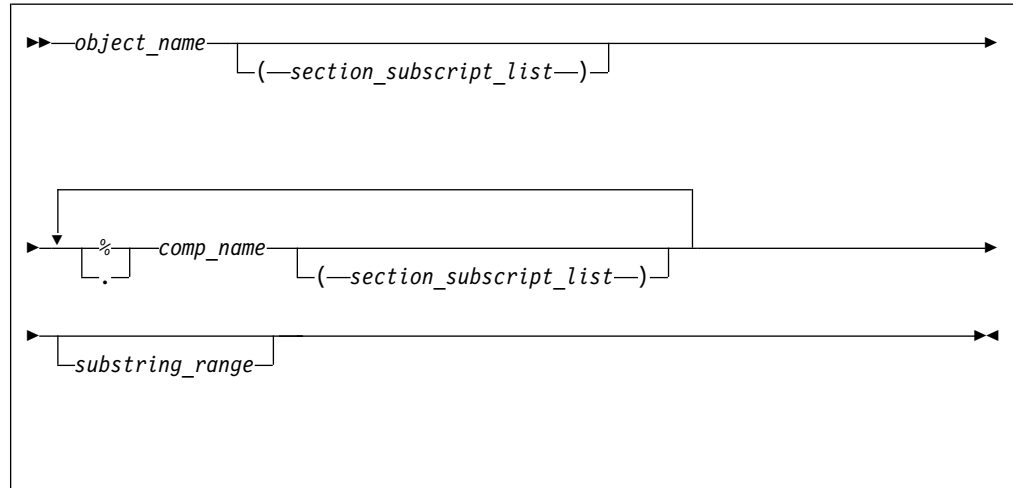 object_name
(section_subscript_list)
% comp_name
. (section_subscript_list)
substring_range